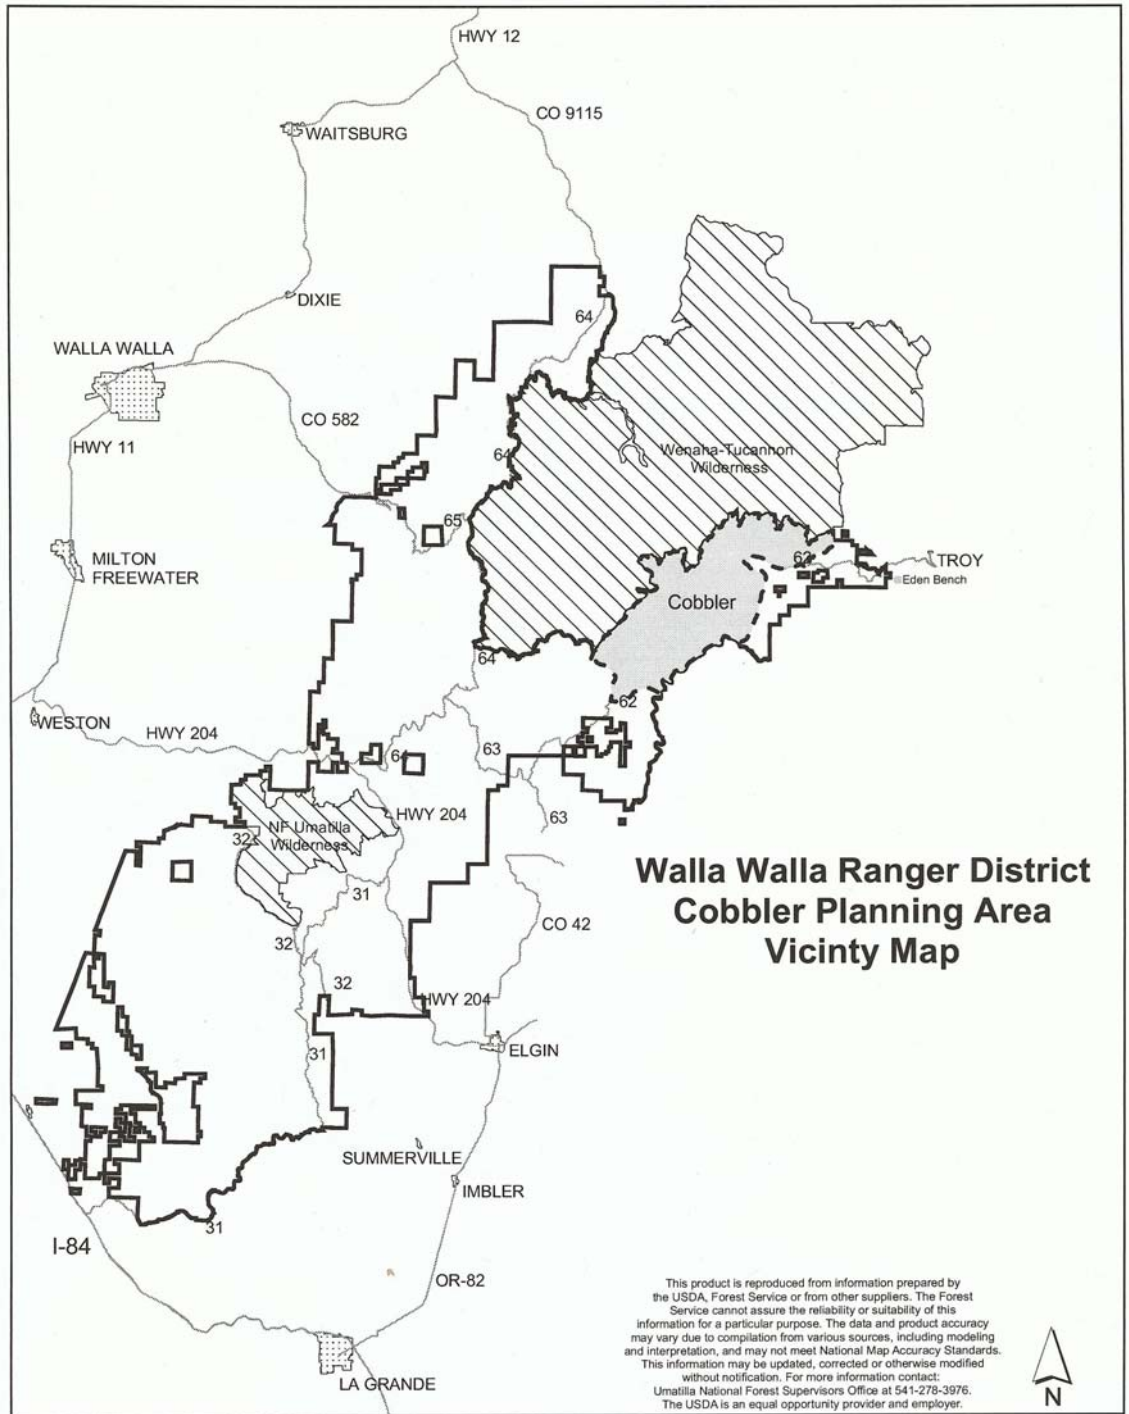 HWY 12
CO 9115
WAITSBURG
DIXIE
64
WALLA WALLA
CO 582
HWY 11
64
Wenaha-Tucannon
Wilderness
65
MILTON
FREEWATER
62
TROY
Eden Bench
Cobbler
64
62
WESTON
HWY 204
64
63
HWY 204
63
32
NF Umatilla
Wilderness
31
CO 42
32
32
HWY 204
ELGIN
31
SUMMERVILLE
IMBLER
31
I-84
OR-82
LA GRANDE
Walla Walla Ranger District
Cobbler Planning Area
Vicinty Map
This product is reproduced from information prepared by
the USDA, Forest Service or from other suppliers. The Forest
Service cannot assure the reliability or suitability of this
information for a particular purpose. The data and product accuracy
may vary due to compilation from various sources, including modeling
and interpretation, and may not meet National Map Accuracy Standards.
This information may be updated, corrected or otherwise modified
without notification. For more information contact:
Umatilla National Forest Supervisors Office at 541-278-3976.
The USDA is an equal opportunity provider and employer.
N